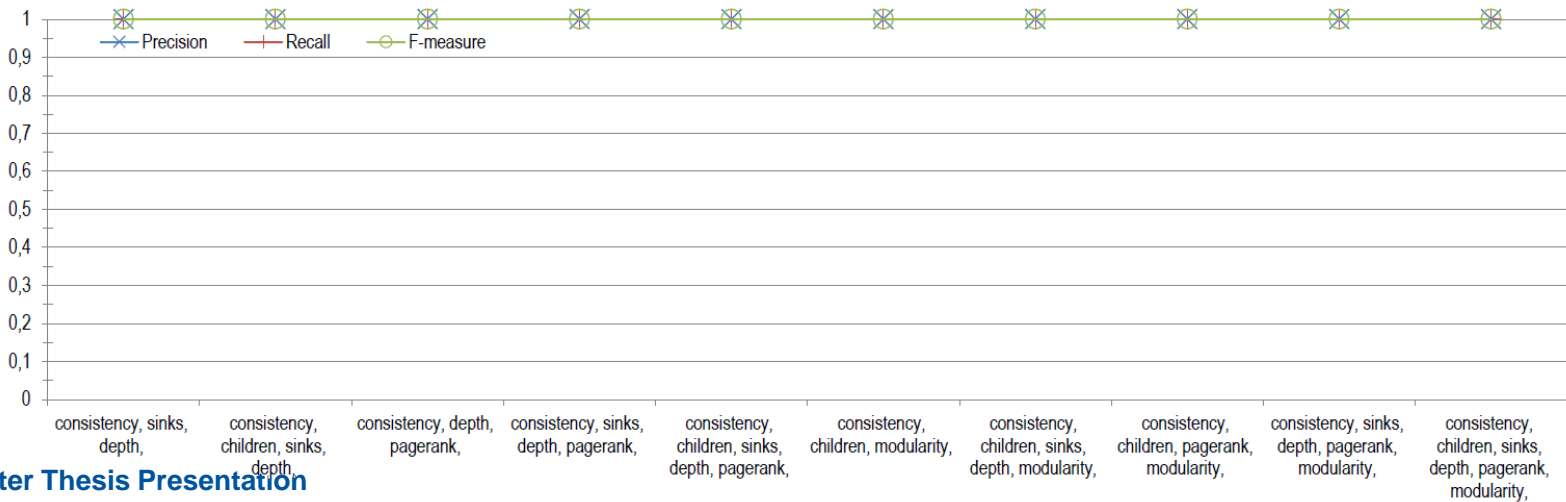 1
Precision Recall F-measure
0,9
0,8
0,7
0,6
0,5
0,4
0,3
0,2
0,1
0
consistency, sinks,
depth,
consistency,
children, sinks,
depth,
consistency, depth,
pagerank,
consistency, sinks,
depth, pagerank,
consistency,
children, sinks,
depth, pagerank,
consistency,
children, modularity,
consistency,
children, sinks,
depth, modularity,
consistency,
children, pagerank,
modularity,
consistency, sinks,
depth, pagerank,
modularity,
consistency,
children, sinks,
depth, pagerank,
modularity,
ter Thesis Presentation